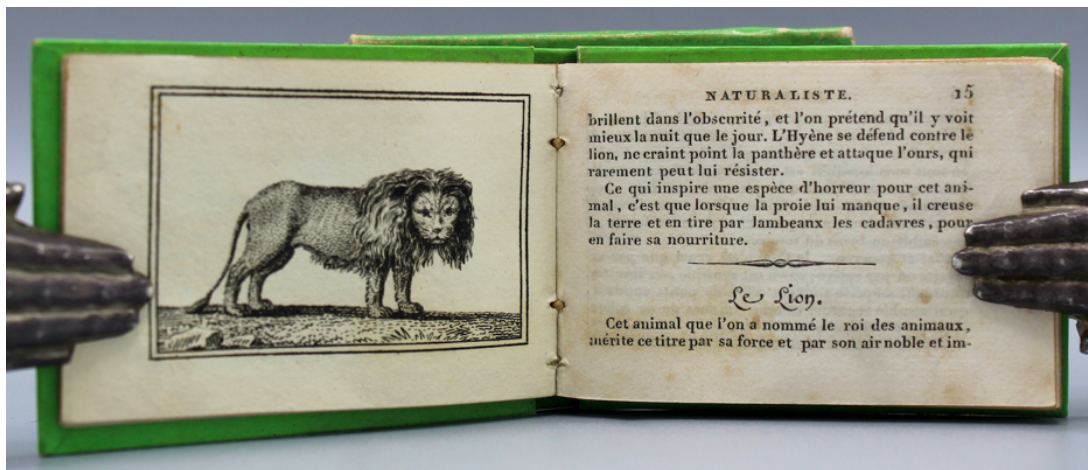 NATURALISTE. 15
brillent dans l'obscurité, et l'on prétend qu'il y voit
mieux la nuit que le jour. L'Hyène se défend contre le
lion, ne craint point la panthère et attaque l'ours, qui
rarement peut lui résister.
Ce qui inspire une espèce d'horreur pour cet ani-
mal, c'est que lorsque la proie lui manque, il creuse
la terre et en tire par lambeaux les cadavres, pour
en faire sa nourriture.
Le Lion.
Cet animal que l'on a nommé le roi des animaux,
mérite ce titre par sa force et par son air noble et im-